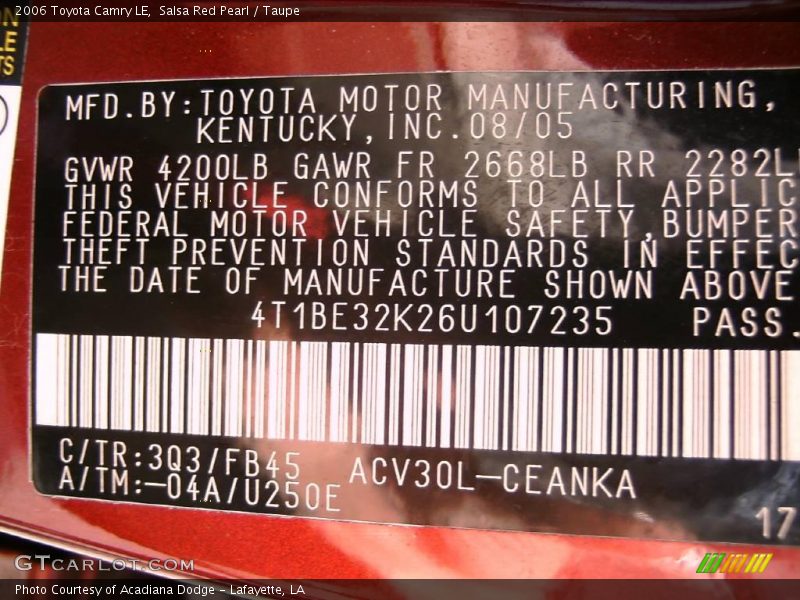 2006 Toyota Camry LE,  Salsa Red Pearl / Taupe
MFD.BY:TOYOTA MOTOR MANUFACTURING,
KENTUCKY,INC.08/05
GVWR 4200LB GAWR FR 2668LB RR 2282L
THIS VEHICLE CONFORMS TO ALL APPLIC
FEDERAL MOTOR VEHICLE SAFETY,BUMPER
THEFT PREVENTION STANDARDS IN EFFEC
THE DATE OF MANUFACTURE SHOWN ABOVE
4T1BE32K26U107235 PASS.
C/TR:3Q3/FB45 ACV30L-CEANKA
A/TM:-04A/U250E
17
GTCARLOT.COM
Photo Courtesy of Acadiana Dodge - Lafayette, LA